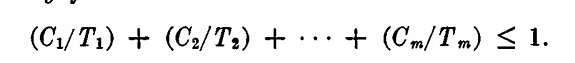 (C₁/T₁) + (C₂/T₂) + ··· + (Cₘ/Tₘ) ≤ 1.